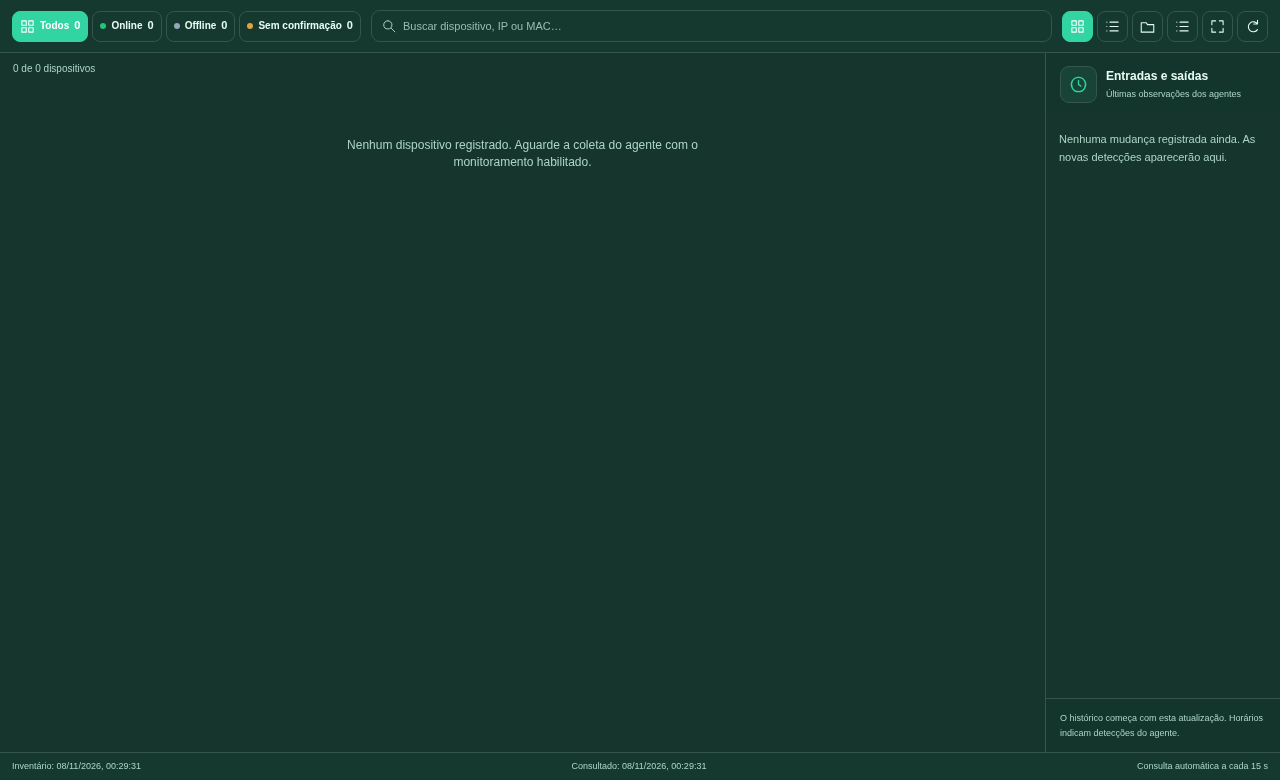 Todos 0 Online 0 Offline 0 Sem confirmação 0 Buscar dispositivo, IP ou MAC…
0 de 0 dispositivos
Nenhum dispositivo registrado. Aguarde a coleta do agente com o
monitoramento habilitado.
Entradas e saídas
Últimas observações dos agentes
Nenhuma mudança registrada ainda. As
novas detecções aparecerão aqui.
O histórico começa com esta atualização. Horários
indicam detecções do agente.
Inventário: 08/11/2026, 00:29:31 Consultado: 08/11/2026, 00:29:31 Consulta automática a cada 15 s